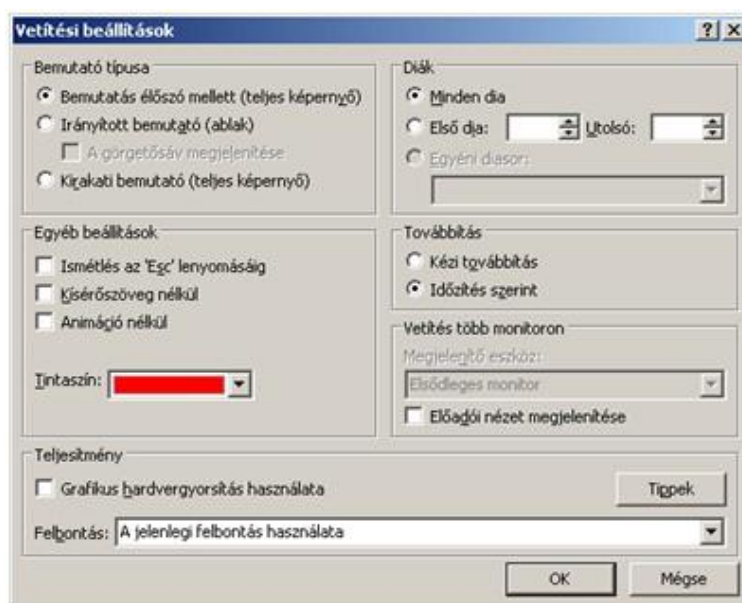 Vetítési beállítások
Bemutató típusa
Bemutatás élőszó mellett (teljes képernyő)
Irányított bemutató (ablak)
A görgetősáv megjelenítése
Kirakati bemutató (teljes képernyő)
Diák
Minden dia
Első dia: Utolsó:
Egyéni diasor:
Egyéb beállítások
Ismétlés az 'Esc' lenyomásáig
Kísérőszöveg nélkül
Animáció nélkül
Tintaszín:
Továbbítás
Kézi továbbítás
Időzítés szerint
Vetítés több monitoron
Megjelenítő eszköz:
Elsődleges monitor
Előadói nézet megjelenítése
Teljesítmény
Grafikus hardvergyorsítás használata
Tippek
Felbontás: A jelenlegi felbontás használata
OK Mégse